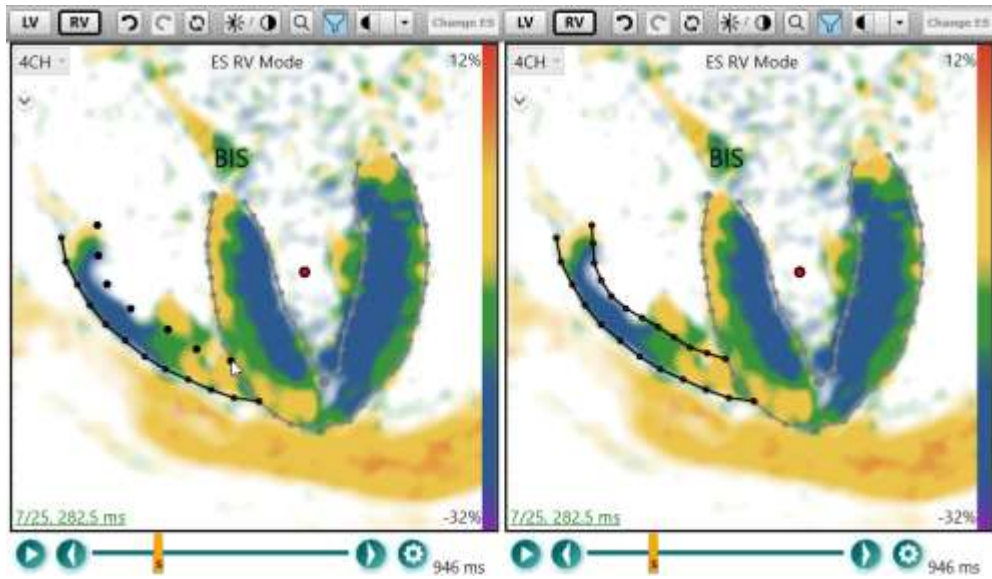 LV RV Change ES
4CH ES RV Mode 12%
BIS
7/25, 282.5 ms -32%
s
946 ms
LV RV Change ES
4CH ES RV Mode 12%
BIS
7/25, 282.5 ms -32%
s
946 ms